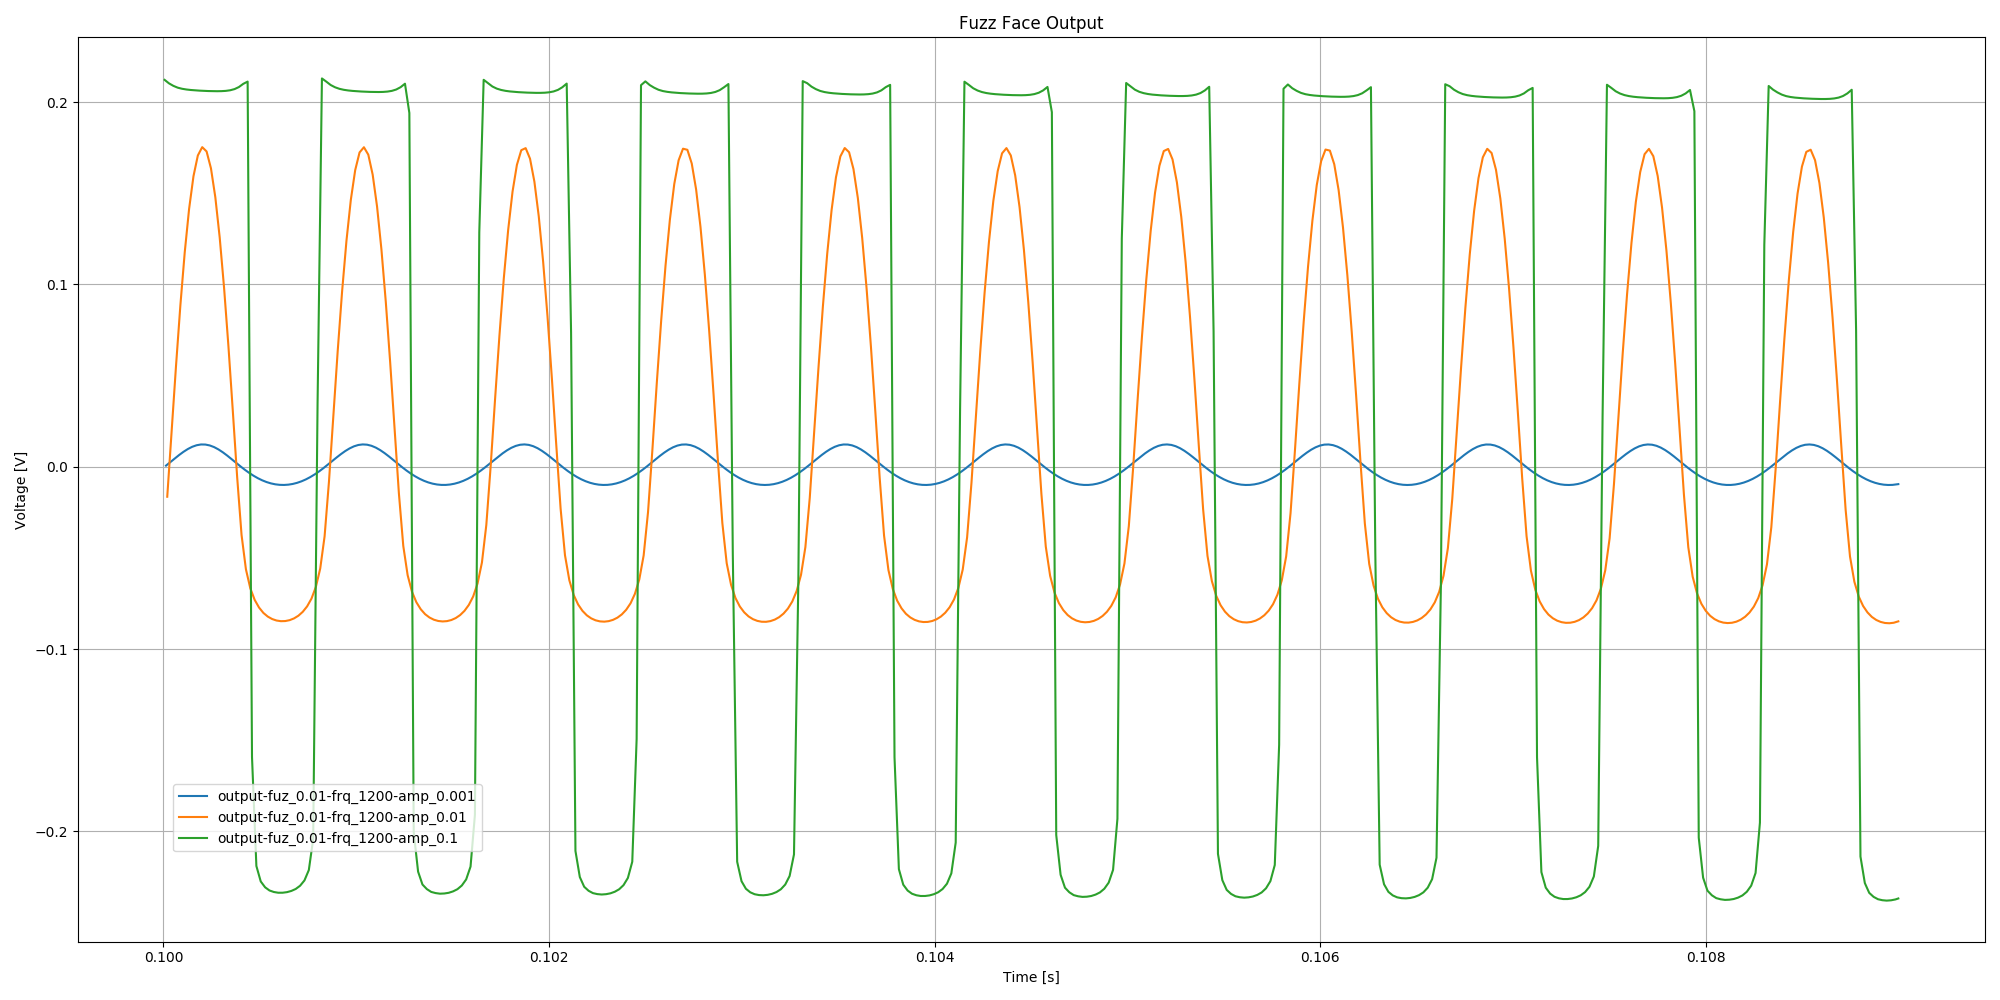 Fuzz Face Output
Voltage [V]
0.2
0.1
0.0
−0.1
−0.2
output-fuz_0.01-frq_1200-amp_0.001
output-fuz_0.01-frq_1200-amp_0.01
output-fuz_0.01-frq_1200-amp_0.1
0.100 0.102 0.104 0.106 0.108
Time [s]